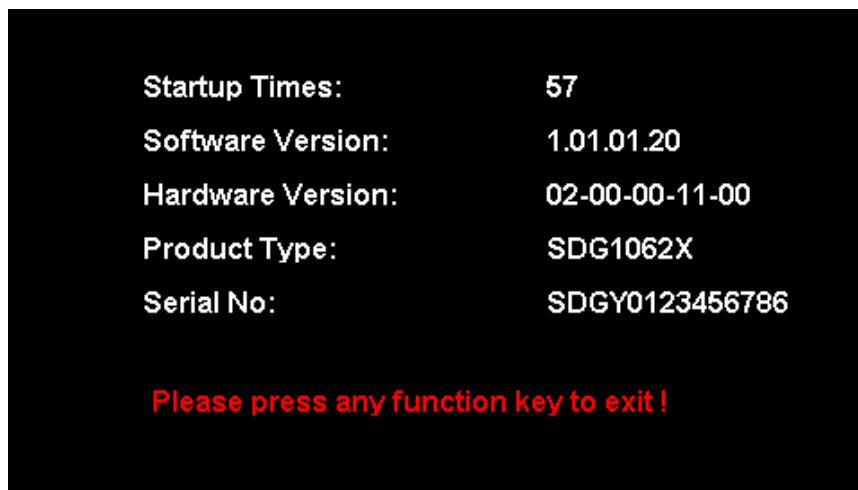 Startup Times: 57
Software Version: 1.01.01.20
Hardware Version: 02-00-00-11-00
Product Type: SDG1062X
Serial No: SDGY0123456786
Please press any function key to exit !